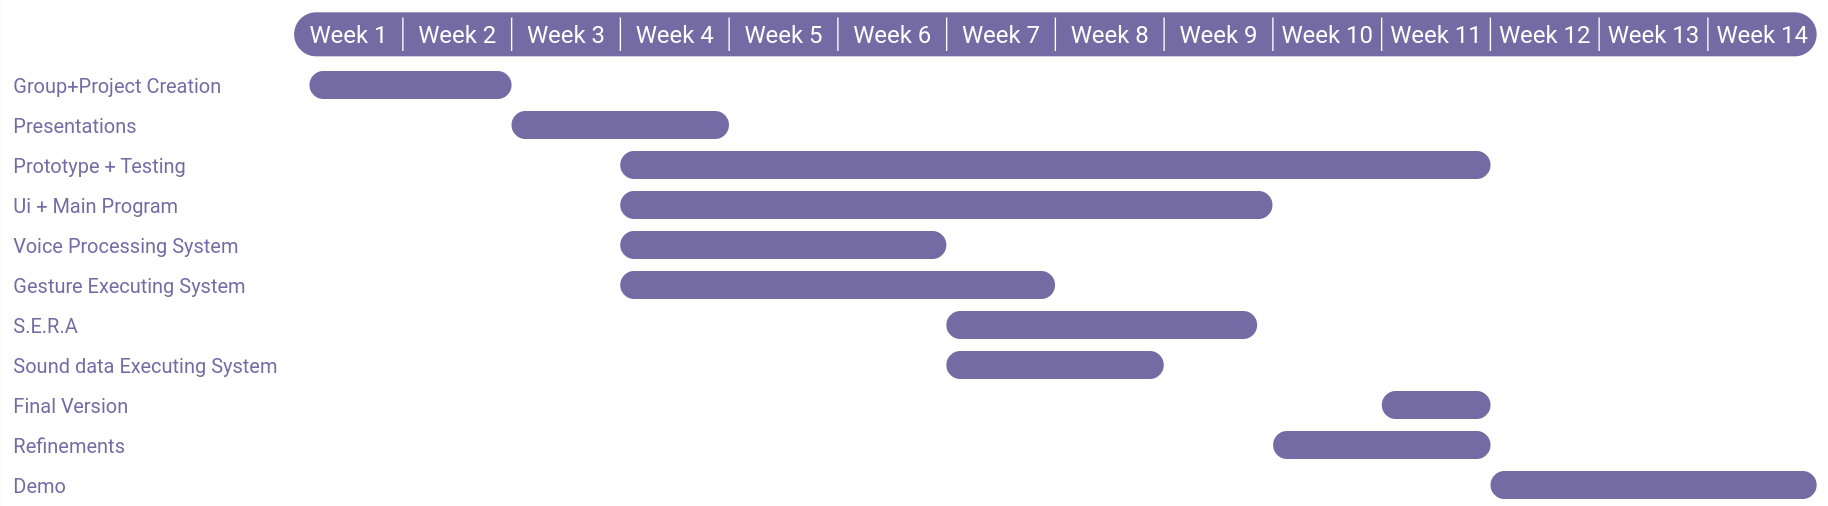 Week 1 Week 2 Week 3 Week 4 Week 5 Week 6 Week 7 Week 8 Week 9 Week 10 Week 11 Week 12 Week 13 Week 14
Group+Project Creation
Presentations
Prototype + Testing
Ui + Main Program
Voice Processing System
Gesture Executing System
S.E.R.A
Sound data Executing System
Final Version
Refinements
Demo